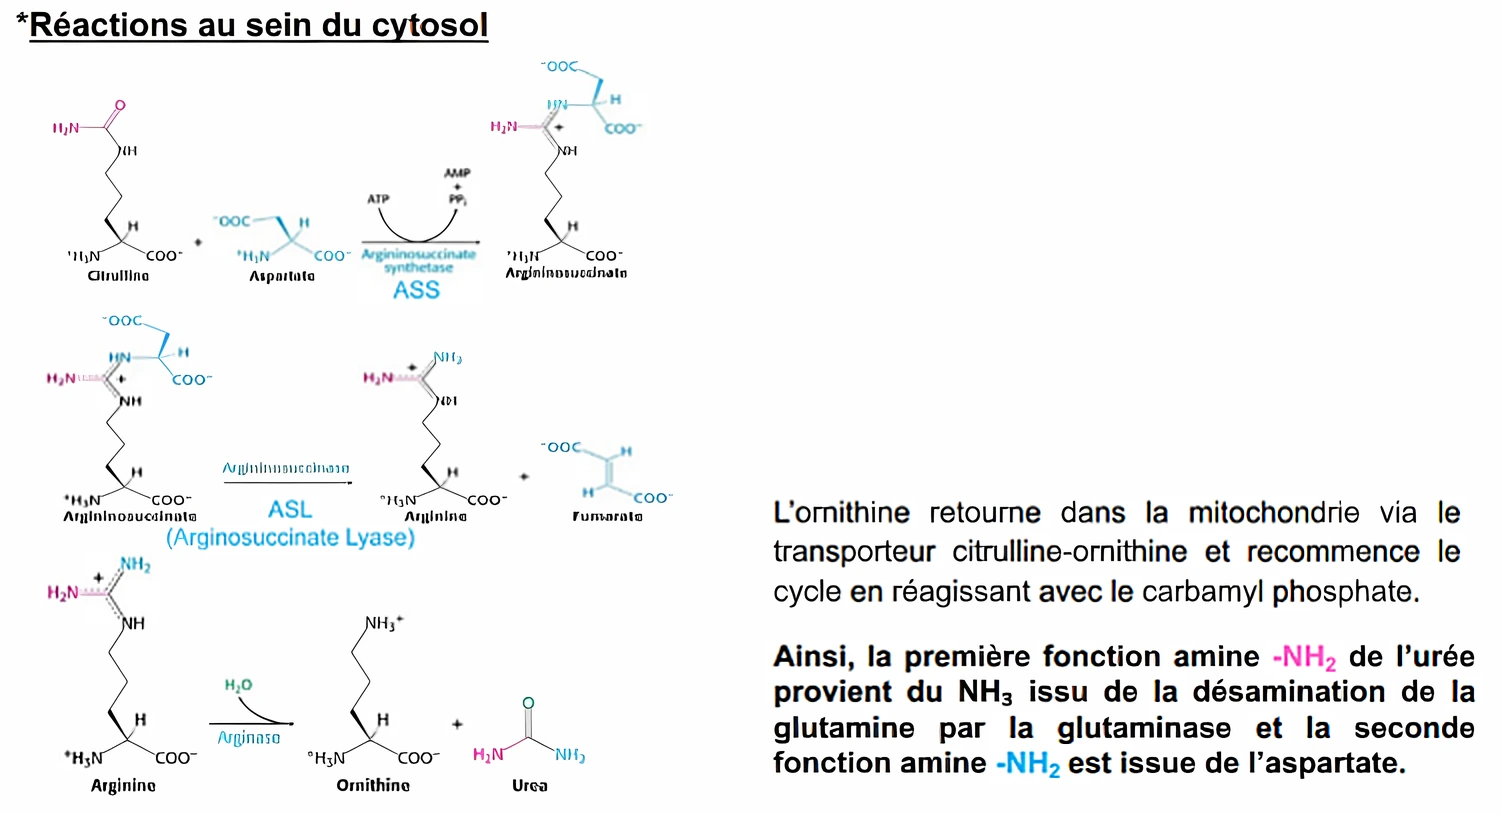 *Réactions au sein du cytosol
⁻OOC
O
HN
H
H₂N
H₂N
+
COO⁻
NH
NH
AMP
+
ATP
PPᵢ
H
⁻OOC
H
H
+
⁺H₃N
COO⁻
⁺H₃N
COO⁻
Argininosuccinate
synthetase
⁺H₃N
COO⁻
Citrulline
Aspartate
ASS
Argininosuccinate
⁻OOC
HN
H
NH₂
H₂N
+
COO⁻
H₂N
+
NH
NH
⁻OOC
H
H
Argininosuccinase
H
+
H
COO⁻
⁺H₃N
COO⁻
ASL
⁺H₃N
COO⁻
Argininosuccinate
Arginine
Fumarate
(Arginosuccinate Lyase)
NH₂
+
H₂N
NH
NH₃⁺
H₂O
O
H
Arginase
H
+
⁺H₃N
COO⁻
⁺H₃N
COO⁻
H₂N
NH₂
Arginine
Ornithine
Urea
L'ornithine retourne dans la mitochondrie via le
transporteur citrulline-ornithine et recommence le
cycle en réagissant avec le carbamyl phosphate.
Ainsi, la première fonction amine -NH₂ de l'urée
provient du NH₃ issu de la désamination de la
glutamine par la glutaminase et la seconde
fonction amine -NH₂ est issue de l'aspartate.